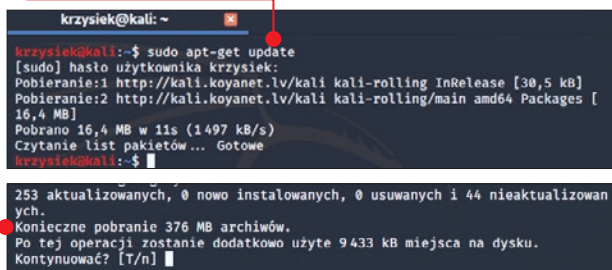 krzysiek@kali: ~
krzysiek@kali:~$ sudo apt-get update
[sudo] hasło użytkownika krzysiek:
Pobieranie:1 http://kali.koyanet.lv/kali kali-rolling InRelease [30,5 kB]
Pobieranie:2 http://kali.koyanet.lv/kali kali-rolling/main amd64 Packages [
16,4 MB]
Pobrano 16,4 MB w 11s (1 497 kB/s)
Czytanie list pakietów... Gotowe
krzysiek@kali:~$
253 aktualizowanych, 0 nowo instalowanych, 0 usuwanych i 44 nieaktualizowan
ych.
Konieczne pobranie 376 MB archiwów.
Po tej operacji zostanie dodatkowo użyte 9 433 kB miejsca na dysku.
Kontynuować? [T/n]